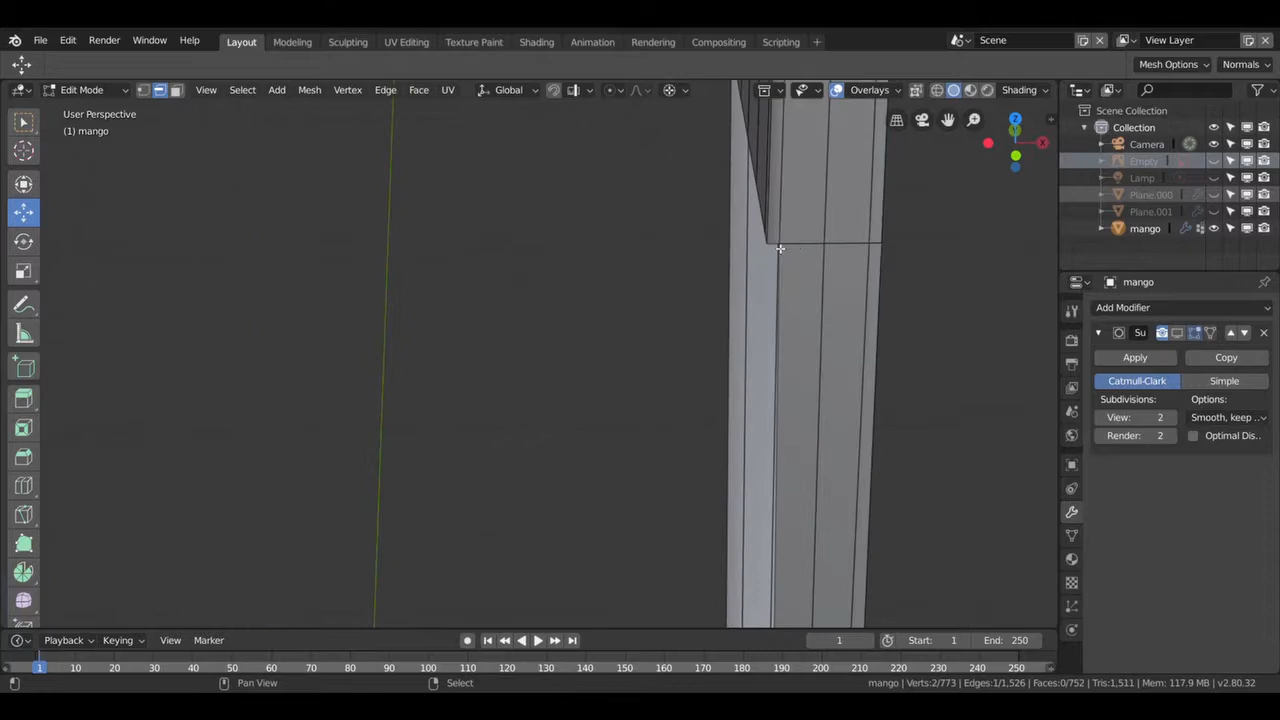 File Edit Render Window Help Layout Modeling Sculpting UV Editing Texture Paint Shading Animation Rendering Compositing Scripting + Scene View Layer
Mesh Options Normals
Edit Mode View Select Add Mesh Vertex Edge Face UV Global Overlays Shading
User Perspective
(1) mango
Z
Y
X
Scene Collection
Collection
Camera
Empty
Lamp
Plane.000
Plane.001
mango
mango
Add Modifier
Su
Apply Copy
Catmull-Clark Simple
Subdivisions: Options:
View: 2 Smooth, keep ..
Render: 2 Optimal Dis..
Playback Keying View Marker 1 Start: 1 End: 250
1 10 20 30 40 50 60 70 80 90 100 110 120 130 140 150 160 170 180 190 200 210 220 230 240 250
Pan View Select mango | Verts:2/773 | Edges:1/1,526 | Faces:0/752 | Tris:1,511 | Mem: 117.9 MB | v2.80.32